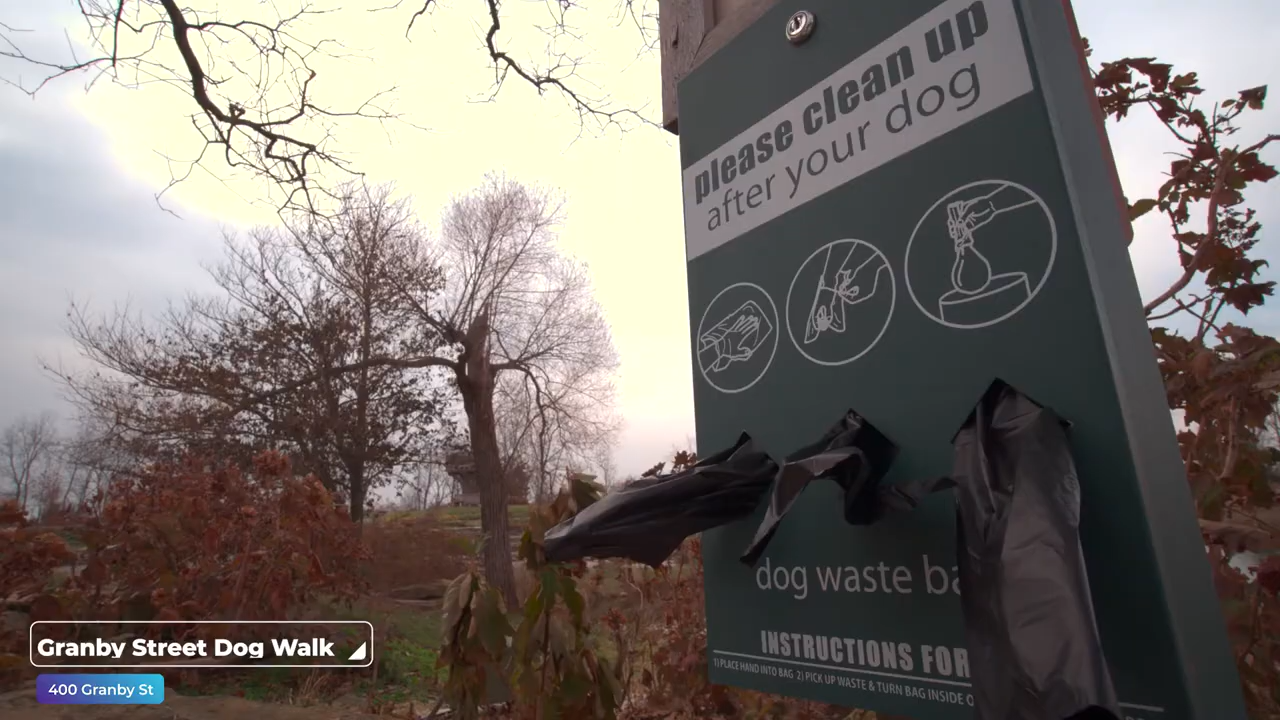 please clean up
after your dog
dog waste ba
INSTRUCTIONS FOR
1) PLACE HAND INTO BAG 2) PICK UP WASTE & TURN BAG INSIDE O
Granby Street Dog Walk
400 Granby St